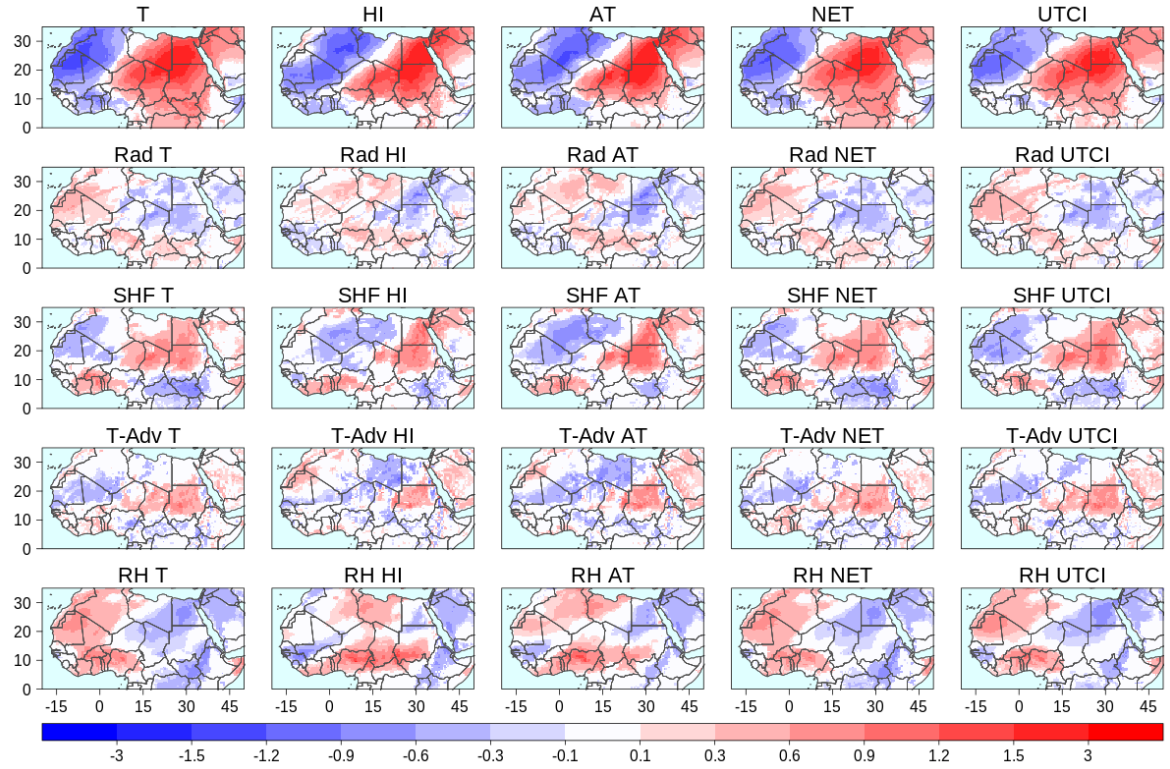 T HI AT NET UTCI
30
20
10
0
Rad T Rad HI Rad AT Rad NET Rad UTCI
30
20
10
0
SHF T SHF HI SHF AT SHF NET SHF UTCI
30
20
10
0
T-Adv T T-Adv HI T-Adv AT T-Adv NET T-Adv UTCI
30
20
10
0
RH T RH HI RH AT RH NET RH UTCI
30
20
10
0
-15 0 15 30 45 -15 0 15 30 45 -15 0 15 30 45 -15 0 15 30 45 -15 0 15 30 45
-3 -1.5 -1.2 -0.9 -0.6 -0.3 -0.1 0.1 0.3 0.6 0.9 1.2 1.5 3